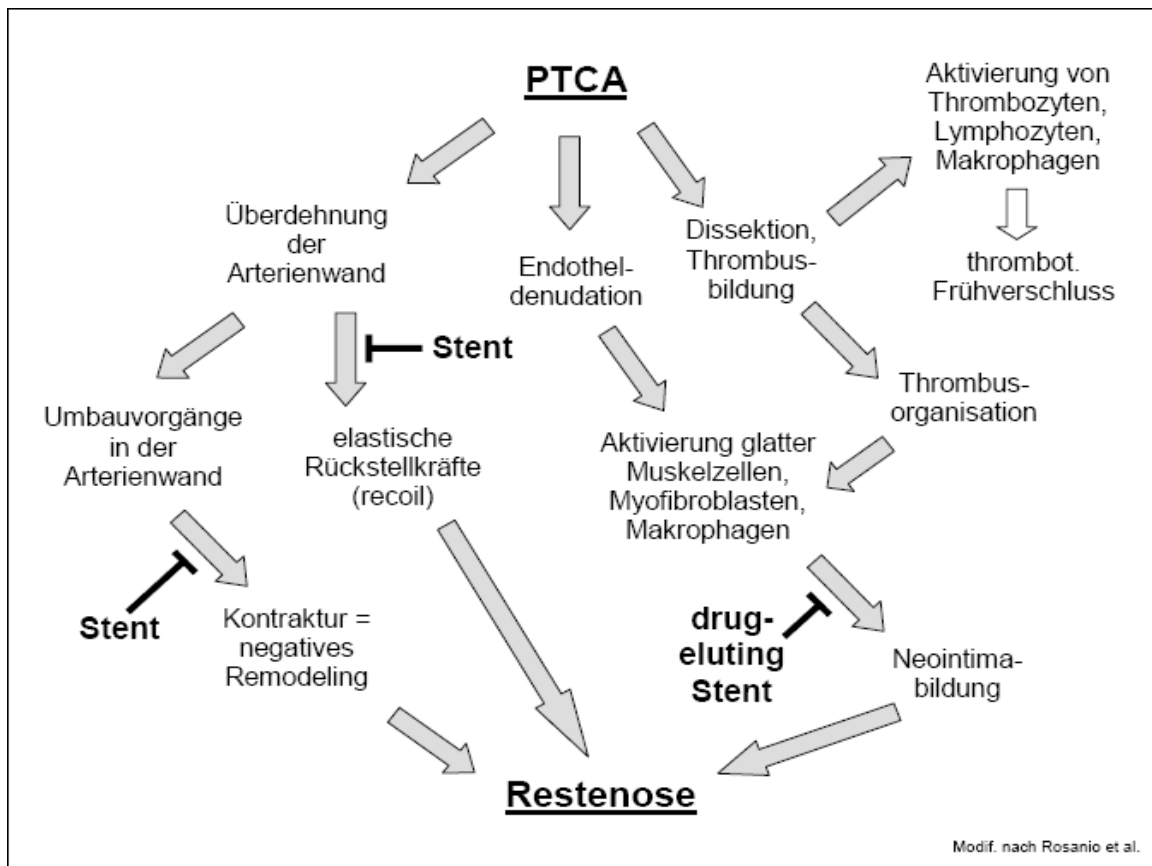 PTCA
Aktivierung von
Thrombozyten,
Lymphozyten,
Makrophagen
Überdehnung
der
Arterienwand
Endothel-
denudation
Dissektion,
Thrombus-
bildung
thrombot.
Frühverschluss
Stent
Umbauvorgänge
in der
Arterienwand
elastische
Rückstellkräfte
(recoil)
Aktivierung glatter
Muskelzellen,
Myofibroblasten,
Makrophagen
Thrombus-
organisation
Stent
Kontraktur =
negatives
Remodeling
drug-
eluting
Stent
Neointima-
bildung
Restenose
Modif. nach Rosanio et al.